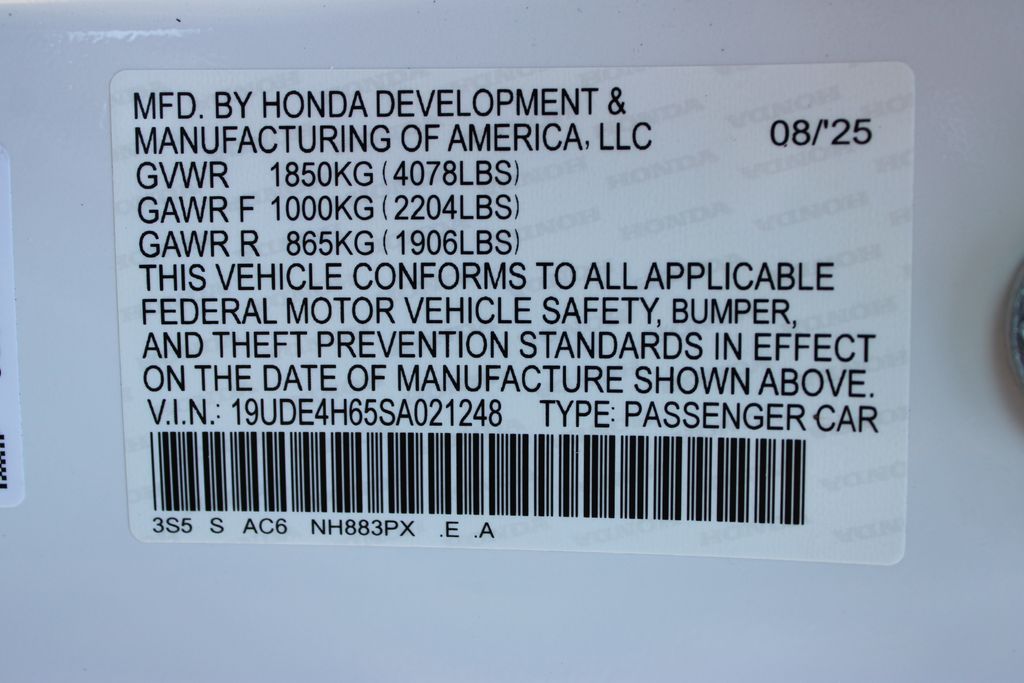 MFD. BY HONDA DEVELOPMENT &
MANUFACTURING OF AMERICA, LLC 08/'25
GVWR 1850KG (4078LBS)
GAWR F 1000KG (2204LBS)
GAWR R 865KG (1906LBS)
THIS VEHICLE CONFORMS TO ALL APPLICABLE
FEDERAL MOTOR VEHICLE SAFETY, BUMPER,
AND THEFT PREVENTION STANDARDS IN EFFECT
ON THE DATE OF MANUFACTURE SHOWN ABOVE.
V.I.N.: 19UDE4H65SA021248 TYPE: PASSENGER CAR
3S5 S AC6 NH883PX .E .A